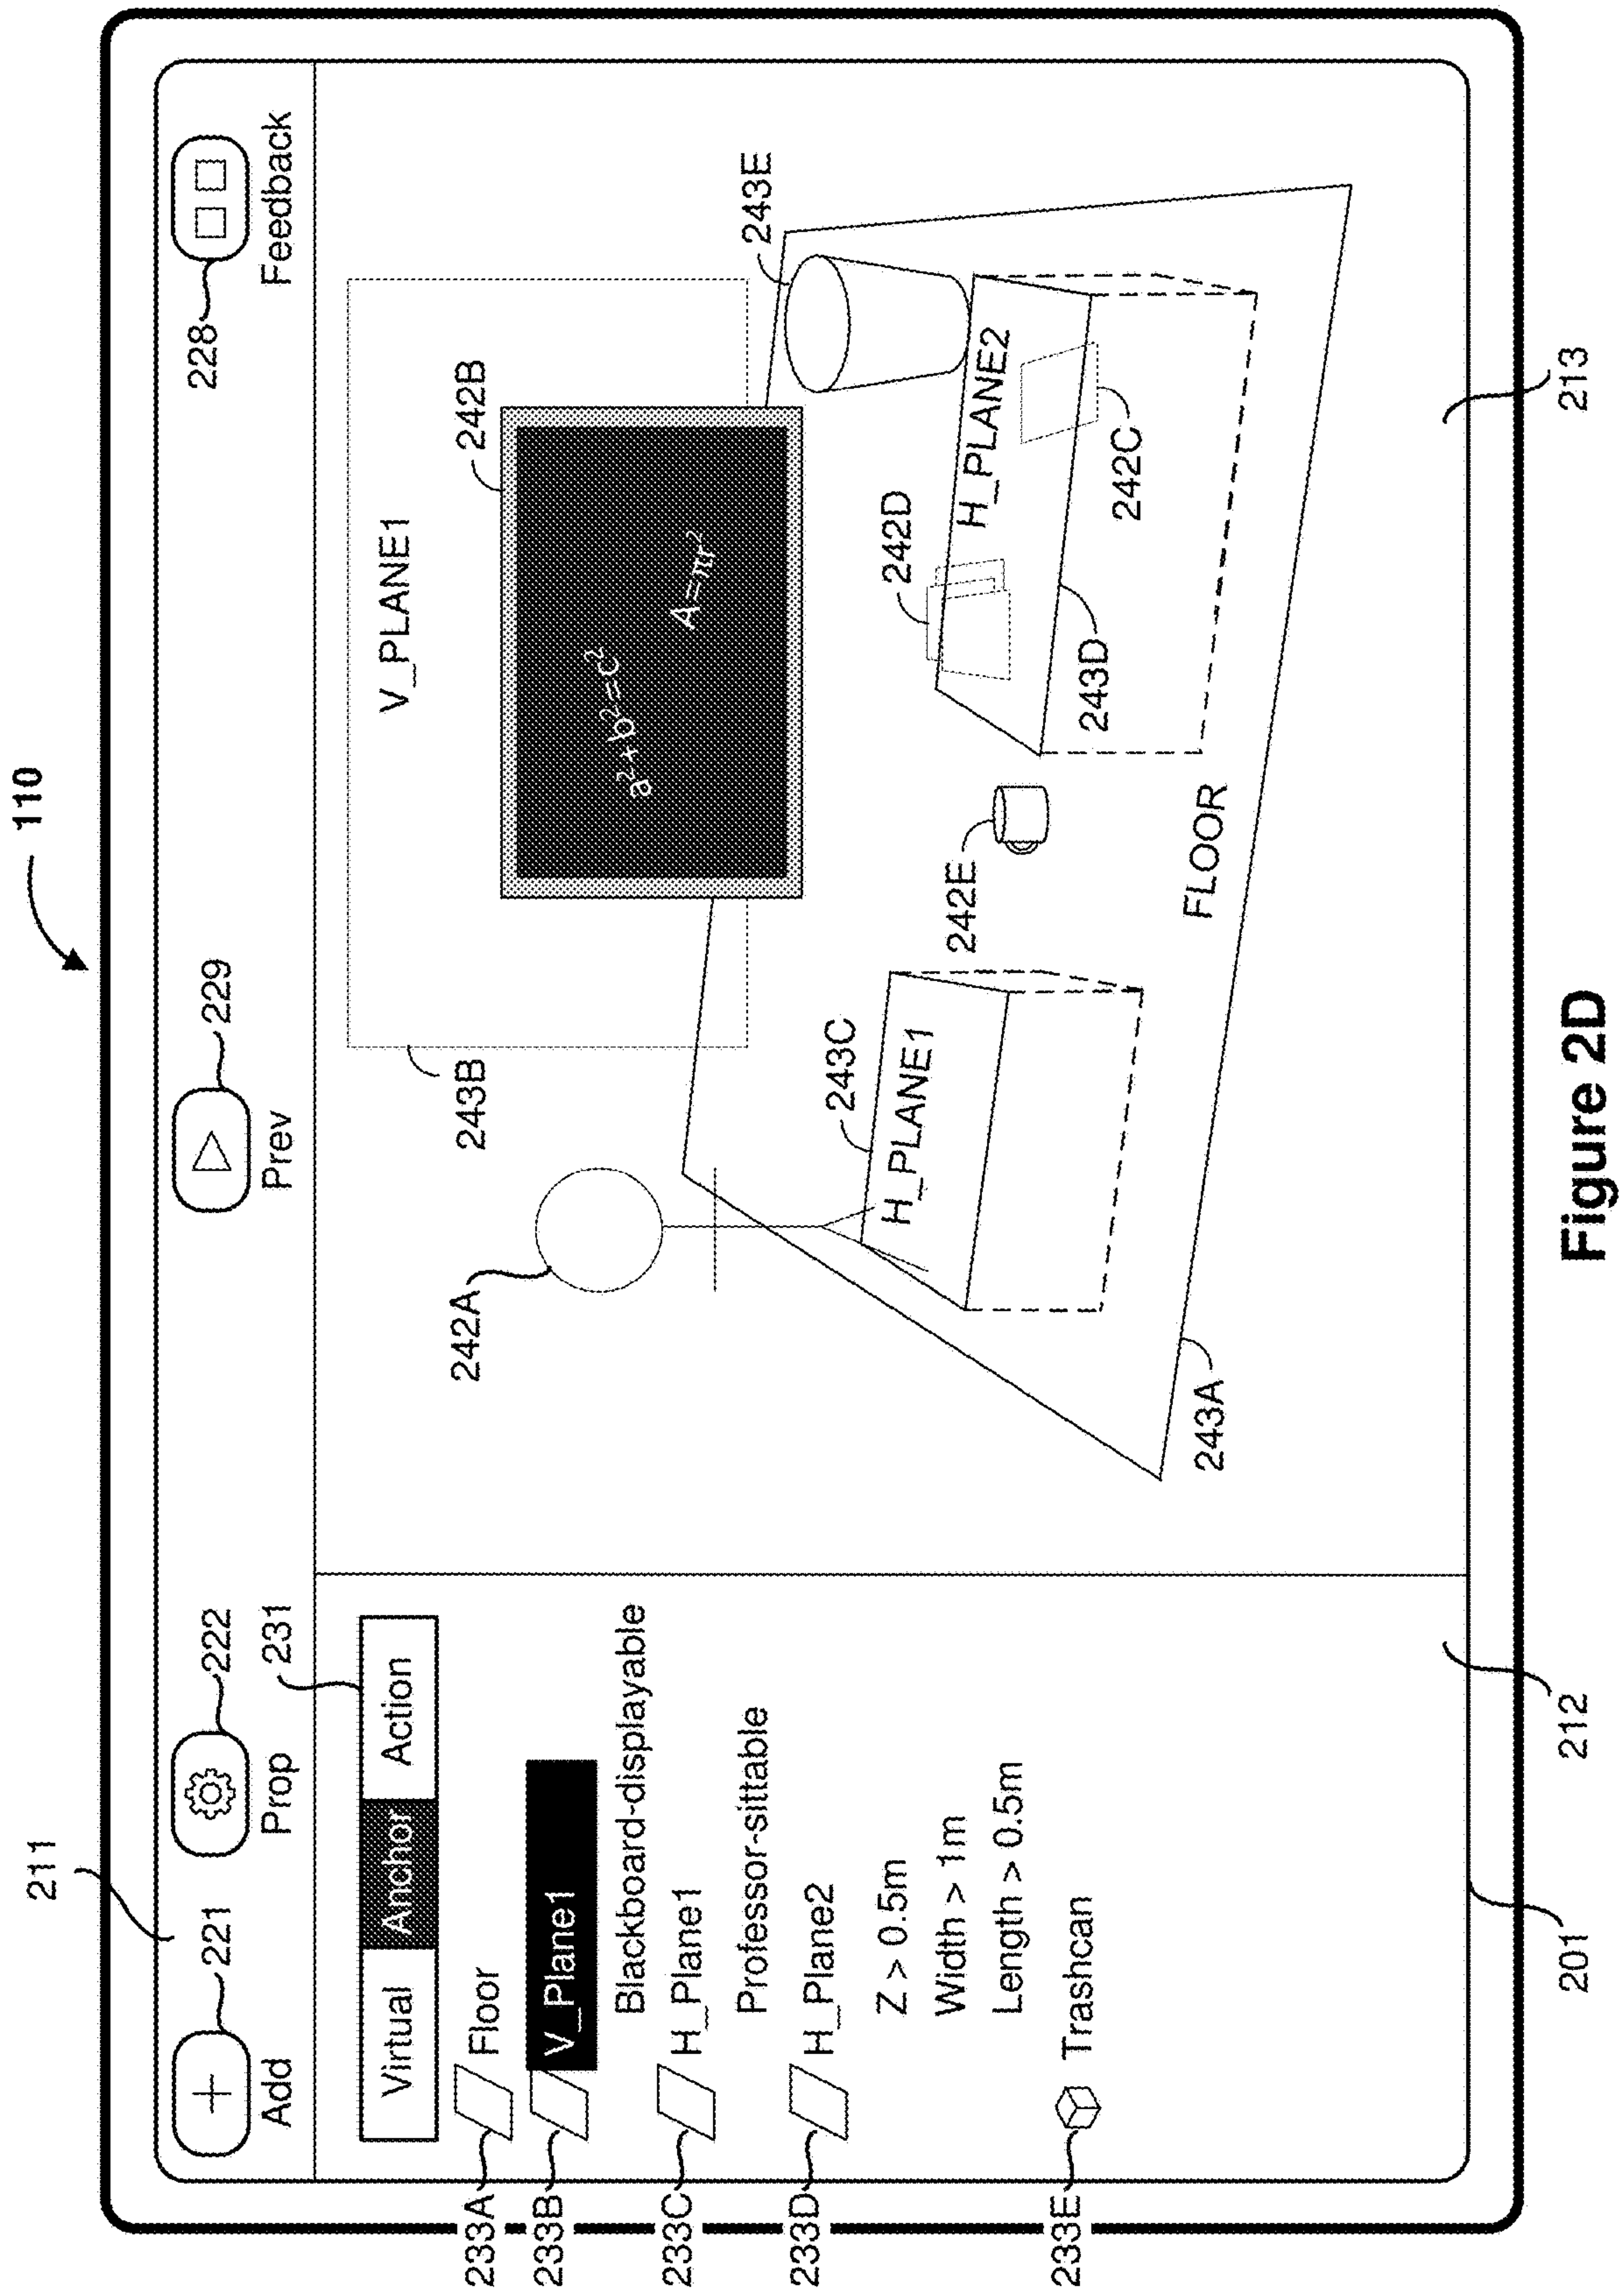 110
211
221
222
229
228
Add
Prop
Prev
Feedback
231
Virtual
Anchor
Action
233A
Floor
233B
V_Plane1
Blackboard-displayable
233C
H_Plane1
Professor-sittable
233D
H_Plane2
Z > 0.5m
Width > 1m
Length > 0.5m
233E
Trashcan
V_PLANE1
243B
242B
242A
a²+b²=c²
A=πr²
243E
243C
H_PLANE1
242D
H_PLANE2
242E
242C
243D
FLOOR
243A
201
212
213
Figure 2D